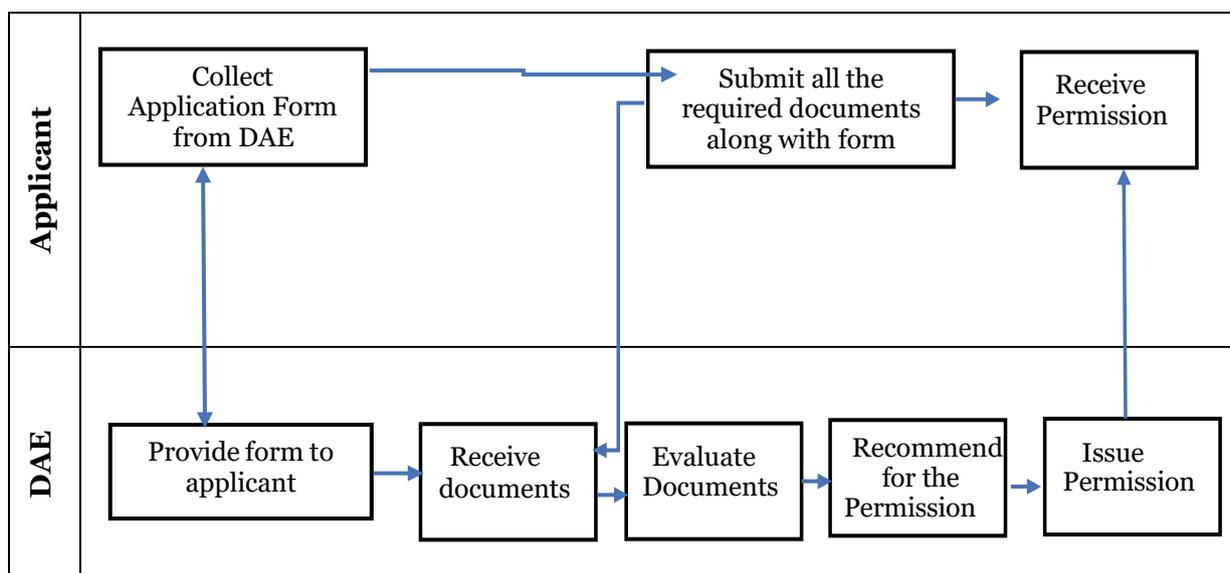 Applicant
Collect
Application Form
from DAE
Submit all the
required documents
along with form
Receive
Permission
DAE
Provide form to
applicant
Receive
documents
Evaluate
Documents
Recommend
for the
Permission
Issue
Permission